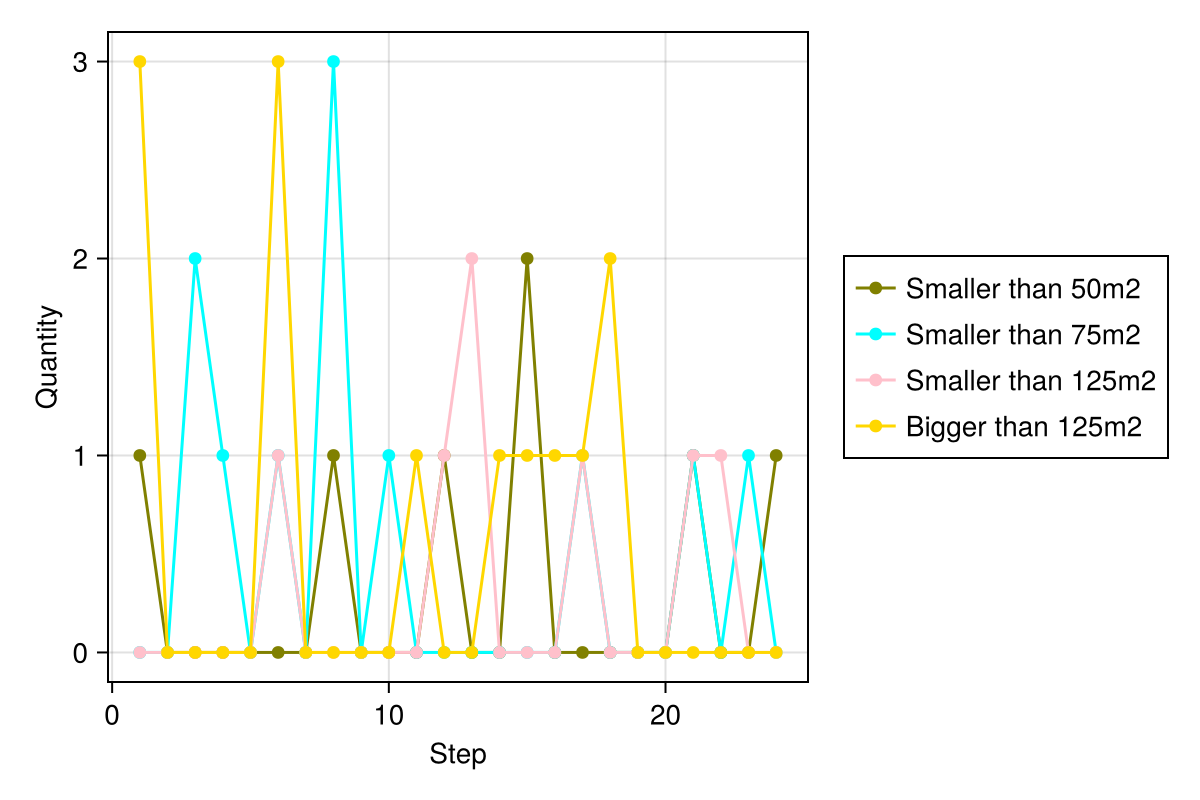 3
2
1
0
Quantity
0 10 20
Step
Smaller than 50m2
Smaller than 75m2
Smaller than 125m2
Bigger than 125m2